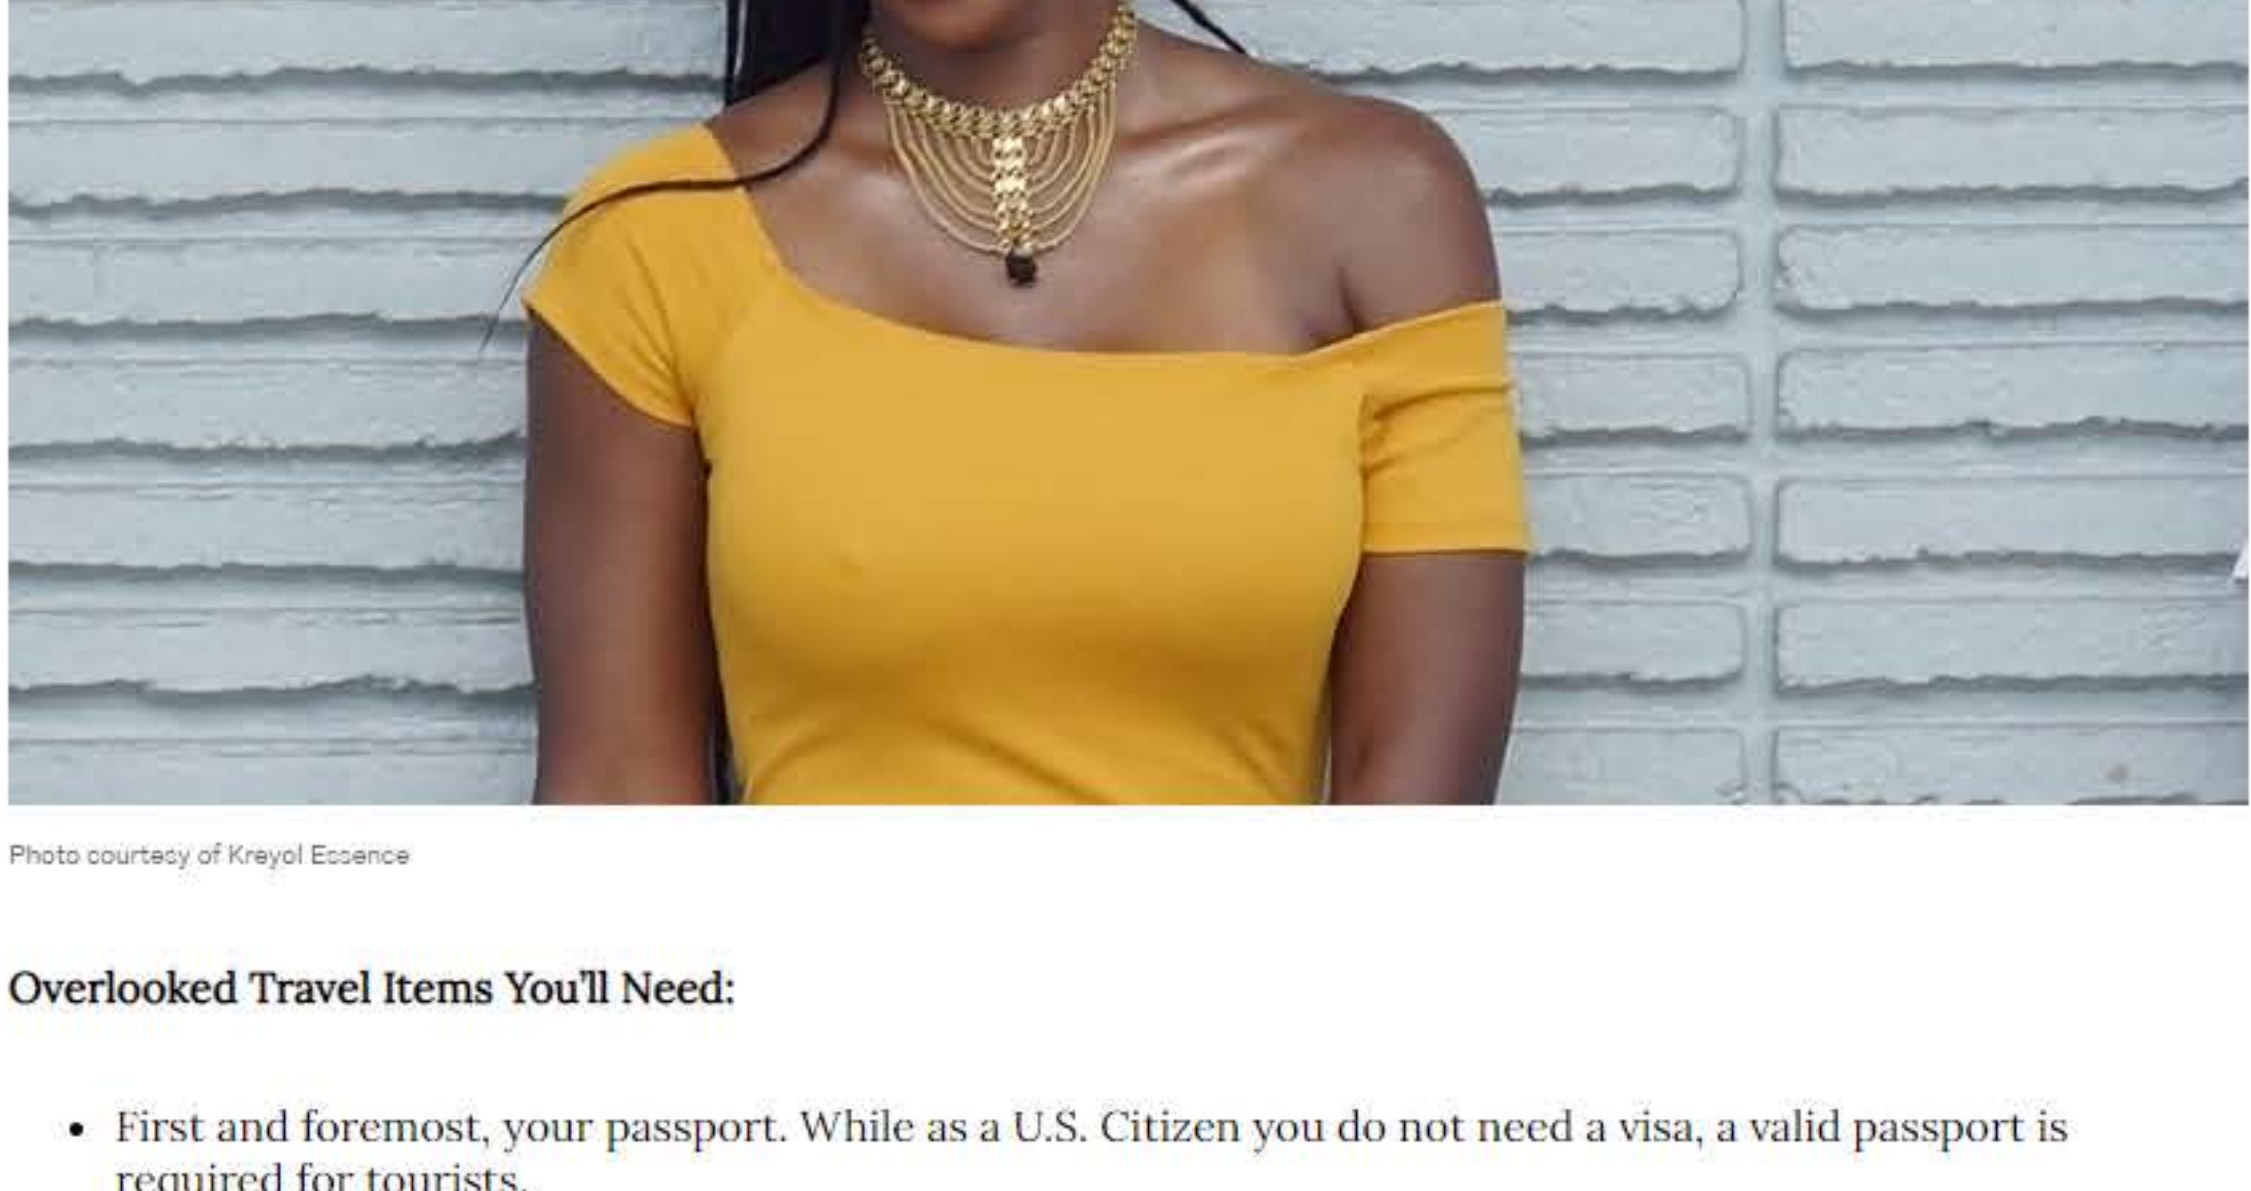 Photo courtesy of Kreyol Essence
Overlooked Travel Items You'll Need:
• First and foremost, your passport. While as a U.S. Citizen you do not need a visa, a valid passport is
required for tourists.